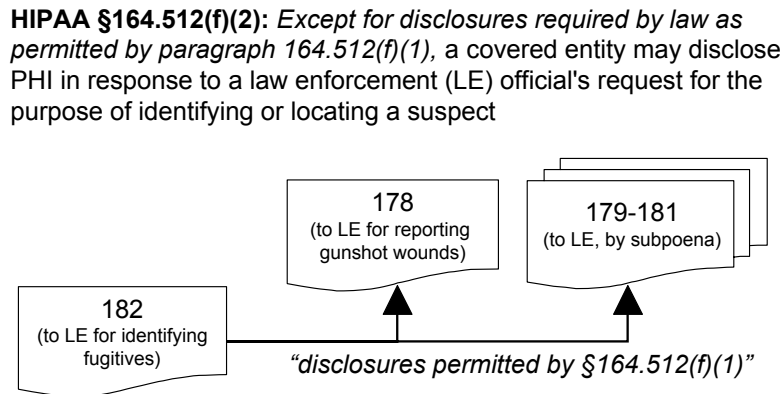 HIPAA §164.512(f)(2): Except for disclosures required by law as
permitted by paragraph 164.512(f)(1), a covered entity may disclose
PHI in response to a law enforcement (LE) official's request for the
purpose of identifying or locating a suspect
178
(to LE for reporting
gunshot wounds)
179-181
(to LE, by subpoena)
182
(to LE for identifying
fugitives)
“disclosures permitted by §164.512(f)(1)”